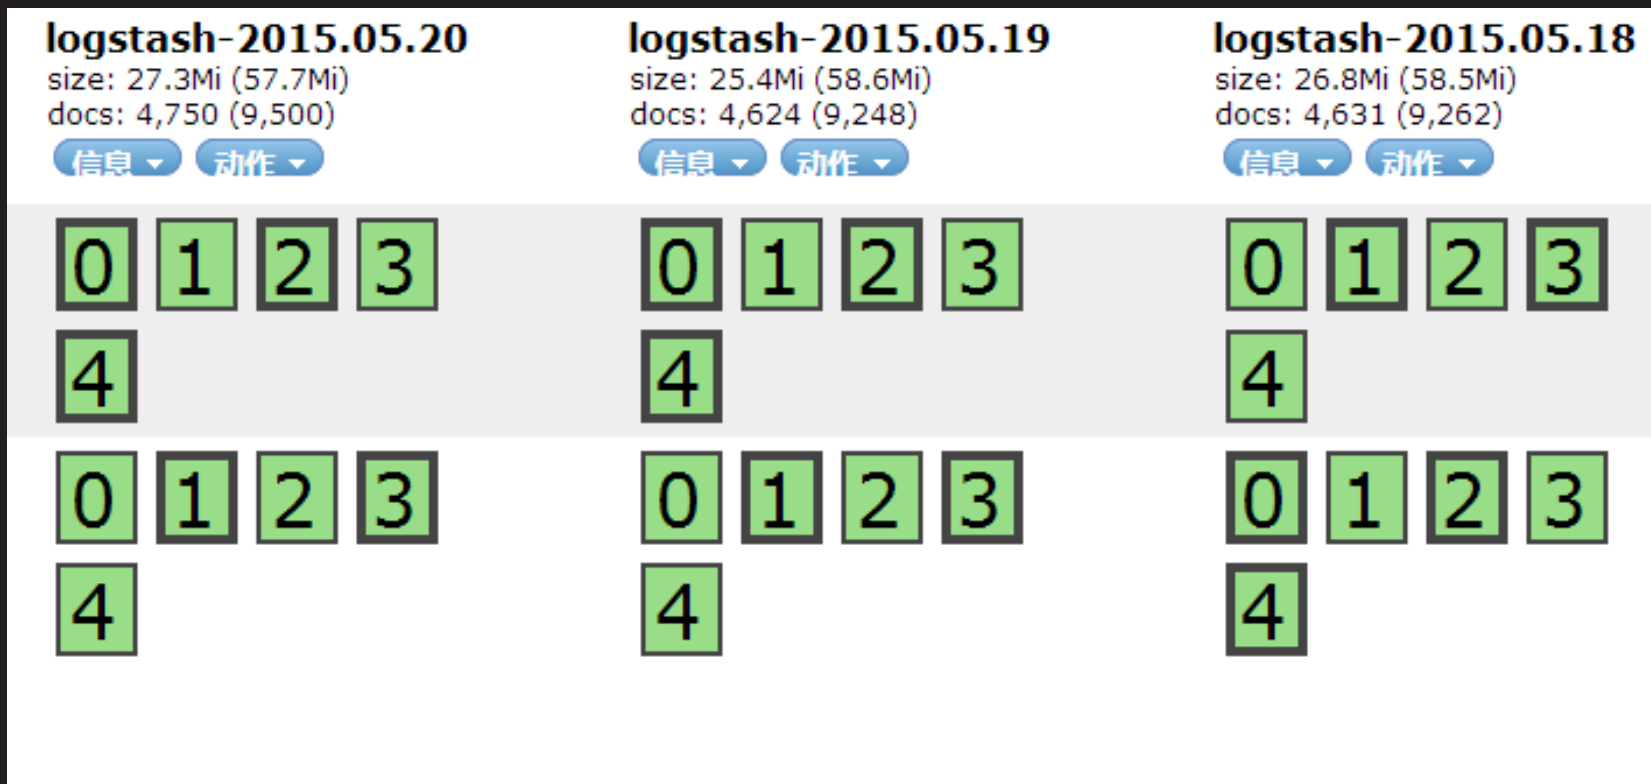 logstash-2015.05.20 logstash-2015.05.19 logstash-2015.05.18
size: 27.3Mi (57.7Mi) size: 25.4Mi (58.6Mi) size: 26.8Mi (58.5Mi)
docs: 4,750 (9,500) docs: 4,624 (9,248) docs: 4,631 (9,262)
信息 动作 信息 动作 信息 动作
0 1 2 3 0 1 2 3 0 1 2 3
4 4 4
0 1 2 3 0 1 2 3 0 1 2 3
4 4 4